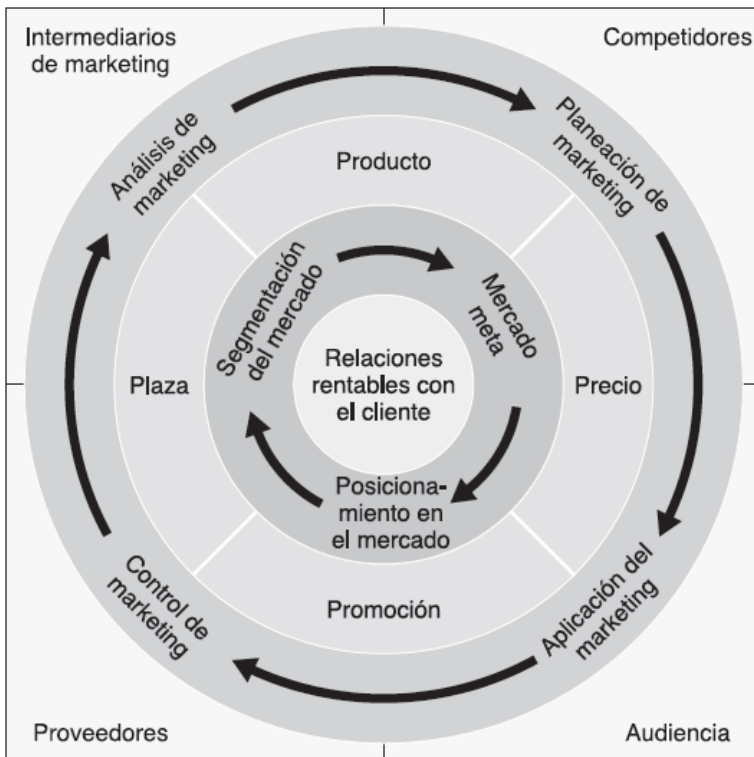 Intermediarios
de marketing
Competidores
Análisis de
marketing
Planeación de
marketing
Producto
Segmentación
del mercado
Mercado
meta
Plaza
Relaciones
rentables con
el cliente
Precio
Posiciona-
miento en
el mercado
Promoción
Control de
marketing
Aplicación del
marketing
Proveedores
Audiencia